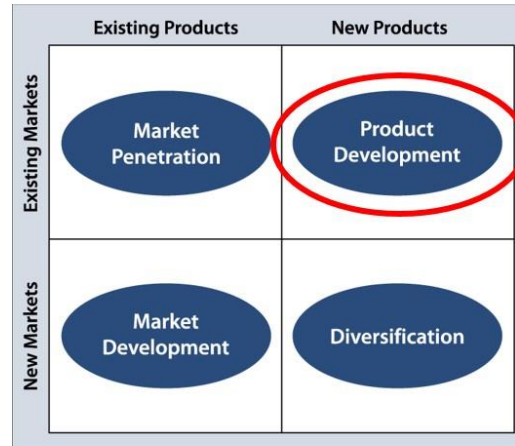 Existing Products
New Products
Existing Markets
Market
Penetration
Product
Development
New Markets
Market
Development
Diversification